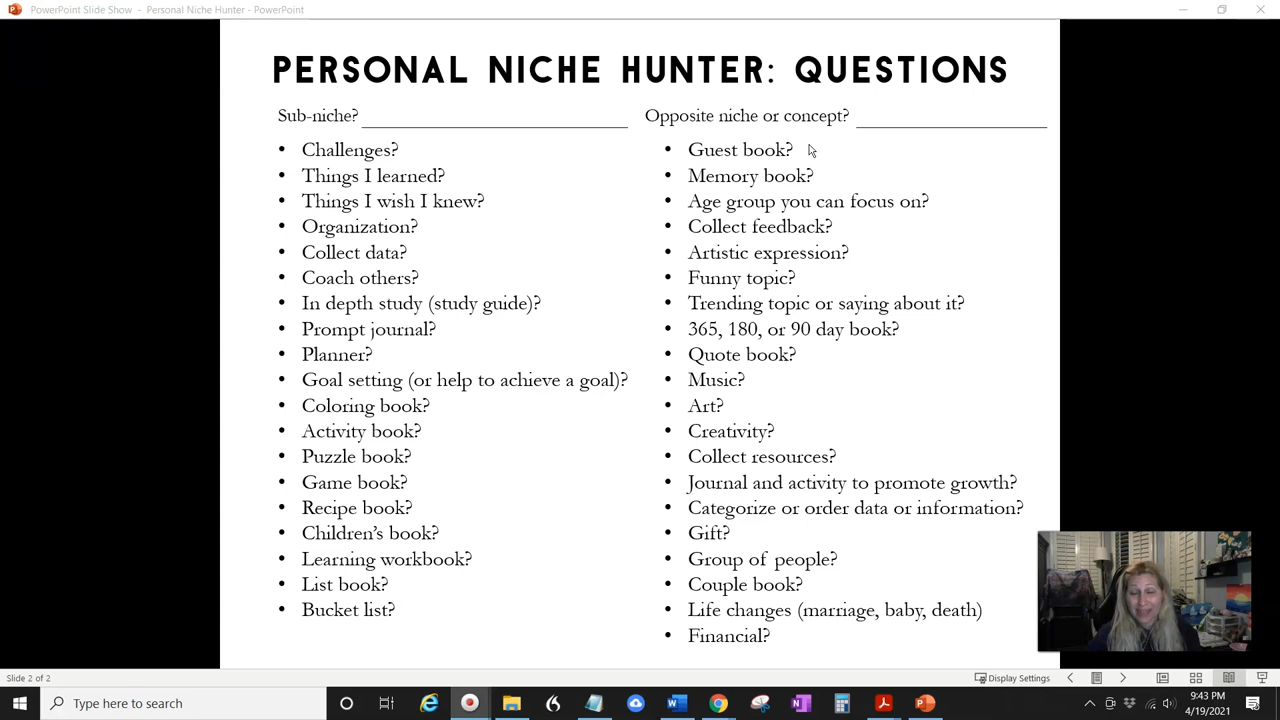 PowerPoint Slide Show - Personal Niche Hunter - PowerPoint
PERSONAL NICHE HUNTER: QUESTIONS
Sub-niche?
• Challenges?
• Things I learned?
• Things I wish I knew?
• Organization?
• Collect data?
• Coach others?
• In depth study (study guide)?
• Prompt journal?
• Planner?
• Goal setting (or help to achieve a goal)?
• Coloring book?
• Activity book?
• Puzzle book?
• Game book?
• Recipe book?
• Children's book?
• Learning workbook?
• List book?
• Bucket list?
Opposite niche or concept?
• Guest book?
• Memory book?
• Age group you can focus on?
• Collect feedback?
• Artistic expression?
• Funny topic?
• Trending topic or saying about it?
• 365, 180, or 90 day book?
• Quote book?
• Music?
• Art?
• Creativity?
• Collect resources?
• Journal and activity to promote growth?
• Categorize or order data or information?
• Gift?
• Group of people?
• Couple book?
• Life changes (marriage, baby, death)
• Financial?
Slide 2 of 2
Display Settings
Type here to search
9:43 PM
4/19/2021